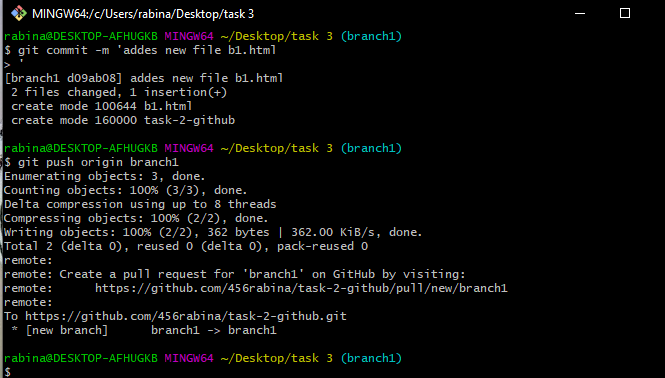 MINGW64:/c/Users/rabina/Desktop/task 3
rabina@DESKTOP-AFHUGKB MINGW64 ~/Desktop/task 3 (branch1)
$ git commit -m 'addes new file b1.html
> '
[branch1 d09ab08] addes new file b1.html
 2 files changed, 1 insertion(+)
 create mode 100644 b1.html
 create mode 160000 task-2-github
rabina@DESKTOP-AFHUGKB MINGW64 ~/Desktop/task 3 (branch1)
$ git push origin branch1
Enumerating objects: 3, done.
Counting objects: 100% (3/3), done.
Delta compression using up to 8 threads
Compressing objects: 100% (2/2), done.
Writing objects: 100% (2/2), 362 bytes | 362.00 KiB/s, done.
Total 2 (delta 0), reused 0 (delta 0), pack-reused 0
remote:
remote: Create a pull request for 'branch1' on GitHub by visiting:
remote:      https://github.com/456rabina/task-2-github/pull/new/branch1
remote:
To https://github.com/456rabina/task-2-github.git
 * [new branch]      branch1 -> branch1
rabina@DESKTOP-AFHUGKB MINGW64 ~/Desktop/task 3 (branch1)
$